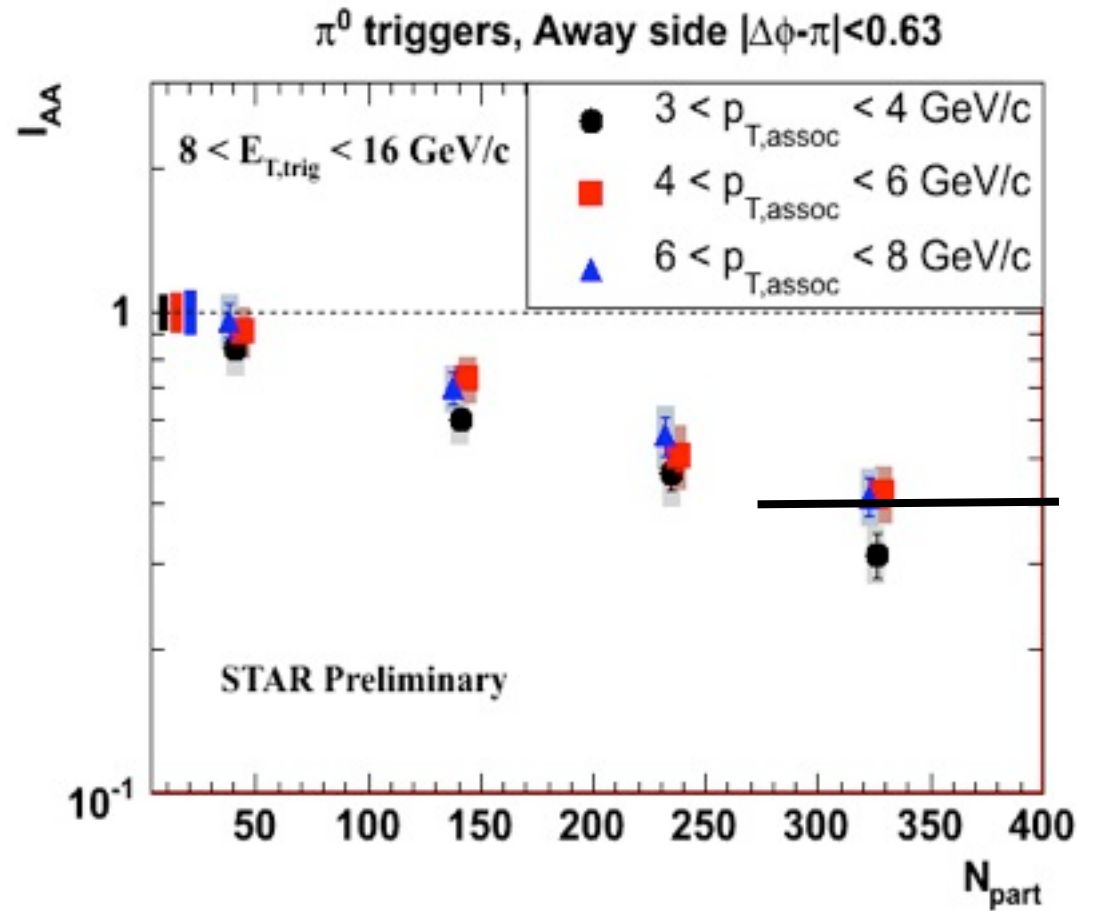 π⁰ triggers, Away side |Δϕ-π|<0.63
I_AA
8 < E_T,trig < 16 GeV/c
3 < p_T,assoc < 4 GeV/c
4 < p_T,assoc < 6 GeV/c
6 < p_T,assoc < 8 GeV/c
1
STAR Preliminary
10⁻¹
50 100 150 200 250 300 350 400
N_part